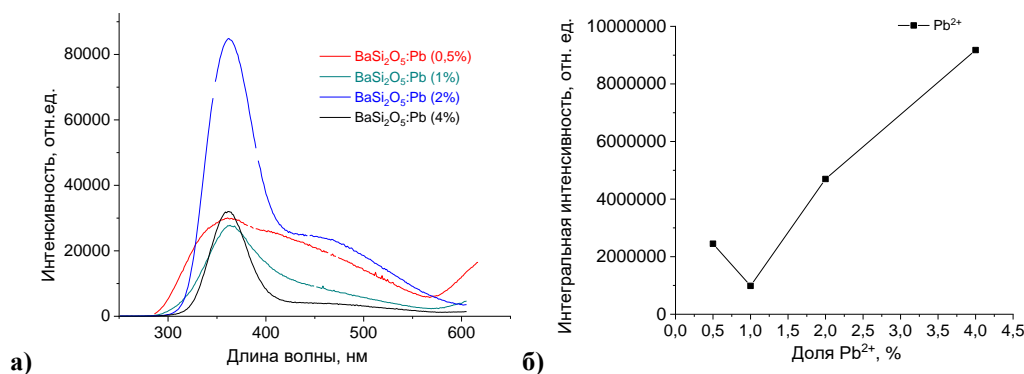 80000
60000
40000
20000
0
300
400
500
600
Интенсивность, отн.ед.
Длина волны, нм
BaSi₂O₅:Pb (0,5%)
BaSi₂O₅:Pb (1%)
BaSi₂O₅:Pb (2%)
BaSi₂O₅:Pb (4%)
а)
10000000
8000000
6000000
4000000
2000000
0
0,0
0,5
1,0
1,5
2,0
2,5
3,0
3,5
4,0
4,5
Интегральная интенсивность, отн. ед.
Доля Pb²⁺, %
Pb²⁺
б)